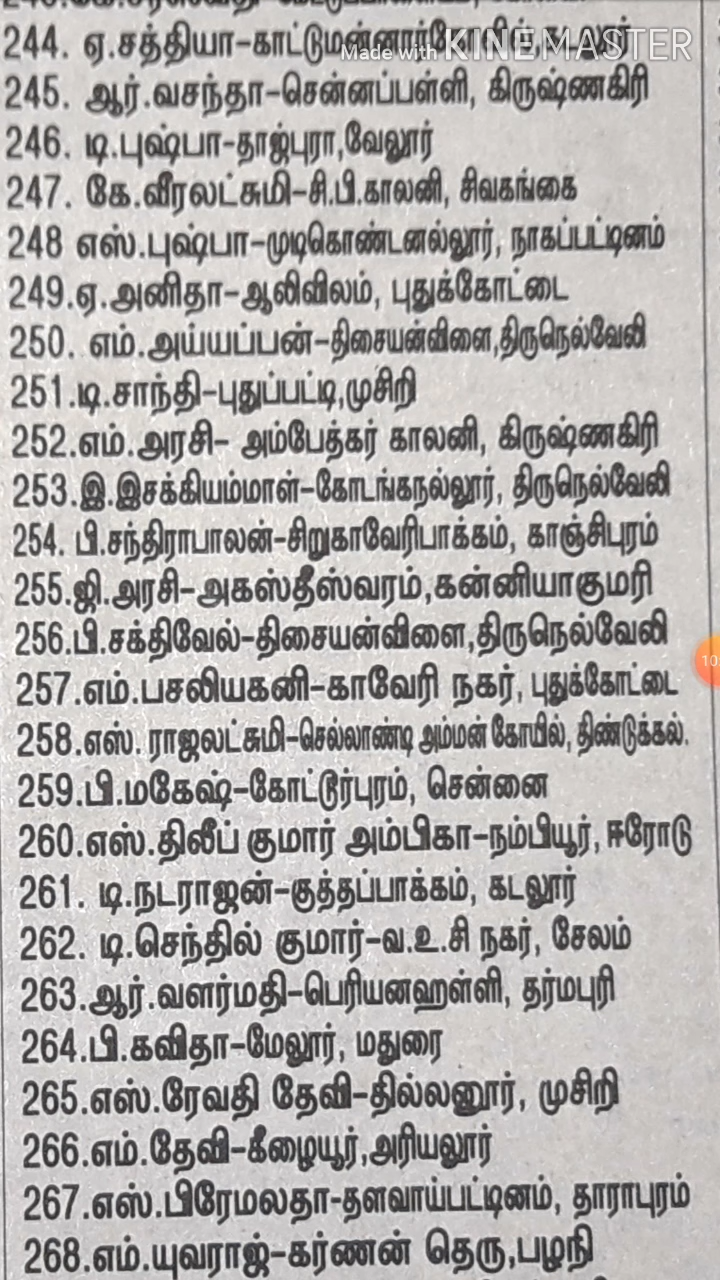 244. ஏ.சத்தியா-காட்டுமன்னார்கோவில்,கடலூர்
Made with KINEMASTER
245. ஆர்.வசந்தா-சென்னப்பள்ளி, கிருஷ்ணகிரி
246. டி.புஷ்பா-தாஜ்புரா,வேலூர்
247. கே.வீரலட்சுமி-சி.பி.காலனி, சிவகங்கை
248 எஸ்.புஷ்பா-முடிகொண்டனல்லூர், நாகப்பட்டினம்
249.ஏ.அனிதா-ஆலிவிலம், புதுக்கோட்டை
250. எம்.அய்யப்பன்-திசையன்விளை,திருநெல்வேலி
251.டி.சாந்தி-புதுப்பட்டி,முசிறி
252.எம்.அரசி- அம்பேத்கர் காலனி, கிருஷ்ணகிரி
253.இ.இசக்கியம்மாள்-கோடங்கநல்லூர், திருநெல்வேலி
254. பி.சந்திராபாலன்-சிறுகாவேரிபாக்கம், காஞ்சிபுரம்
255.ஜி.அரசி-அகஸ்தீஸ்வரம்,கன்னியாகுமரி
256.பி.சக்திவேல்-திசையன்விளை,திருநெல்வேலி
10
257.எம்.பசலியகனி-காவேரி நகர், புதுக்கோட்டை
258.எஸ். ராஜலட்சுமி-செல்லாண்டி அம்மன் கோயில், திண்டுக்கல்.
259.பி.மகேஷ்-கோட்டூர்புரம், சென்னை
260.எஸ்.திலீப் குமார் அம்பிகா-நம்பியூர், ஈரோடு
261. டி.நடராஜன்-குத்தப்பாக்கம், கடலூர்
262. டி.செந்தில் குமார்-வ.உ.சி நகர், சேலம்
263.ஆர்.வளர்மதி-பெரியனஹள்ளி, தர்மபுரி
264.பி.கவிதா-மேலூர், மதுரை
265.எஸ்.ரேவதி தேவி-தில்லனூர், முசிறி
266.எம்.தேவி-கீழையூர்,அரியலூர்
267.எஸ்.பிரேமலதா-தளவாய்பட்டினம், தாராபுரம்
268.எம்.யுவராஜ்-கர்ணன் தெரு,பழநி